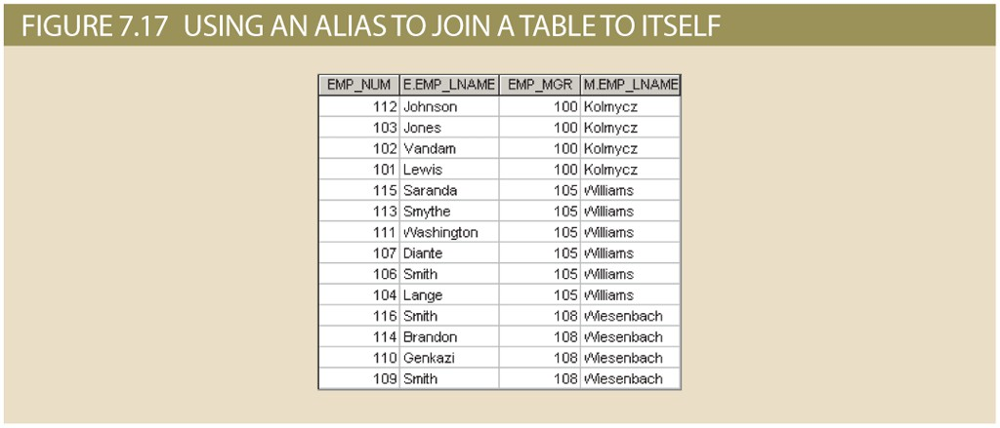 FIGURE 7.17 USING AN ALIAS TO JOIN A TABLE TO ITSELF
EMP_NUM E.EMP_LNAME EMP_MGR M.EMP_LNAME
112 Johnson 100 Kolmycz
103 Jones 100 Kolmycz
102 Vandam 100 Kolmycz
101 Lewis 100 Kolmycz
115 Saranda 105 Williams
113 Smythe 105 Williams
111 Washington 105 Williams
107 Diante 105 Williams
106 Smith 105 Williams
104 Lange 105 Williams
116 Smith 108 Wiesenbach
114 Brandon 108 Wiesenbach
110 Genkazi 108 Wiesenbach
109 Smith 108 Wiesenbach